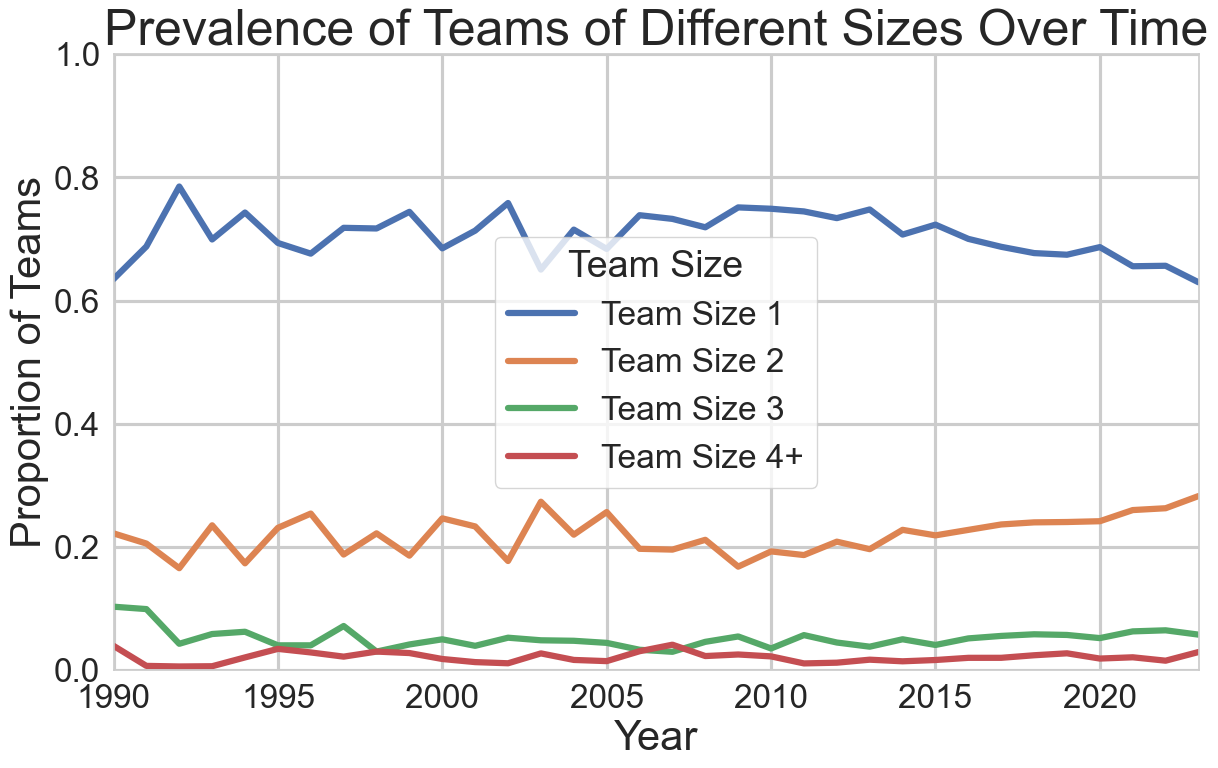 Prevalence of Teams of Different Sizes Over Time
1.0
0.8
0.6
0.4
0.2
0.0
Proportion of Teams
Team Size
Team Size 1
Team Size 2
Team Size 3
Team Size 4+
1990 1995 2000 2005 2010 2015 2020
Year